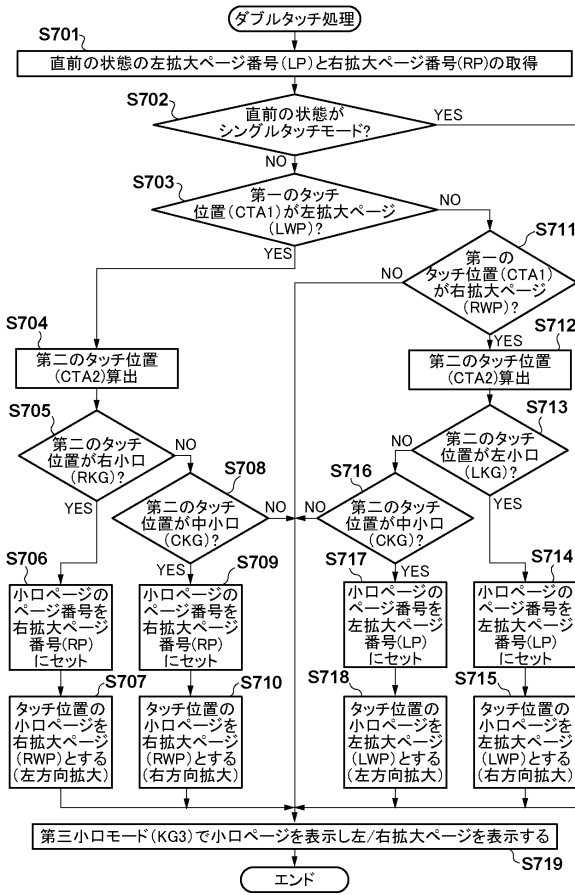 ダブルタッチ処理
S701
直前の状態の左拡大ページ番号(LP)と右拡大ページ番号(RP)の取得
S702
直前の状態が
シングルタッチモード?
YES
NO
S703
第一のタッチ
位置(CTA1)が左拡大ページ
(LWP)?
NO
YES
S711
第一の
タッチ位置(CTA1)
が右拡大ページ
(RWP)?
NO
YES
S704
第二のタッチ位置
(CTA2)算出
S712
第二のタッチ位置
(CTA2)算出
S705
第二のタッチ
位置が右小口
(RKG)?
NO
YES
S713
第二のタッチ
位置が左小口
(LKG)?
NO
YES
S708
第二のタッチ
位置が中小口
(CKG)?
NO
YES
S716
第二のタッチ
位置が中小口
(CKG)?
NO
YES
S706
小口ページの
ページ番号を
右拡大ページ
番号(RP)
にセット
S709
小口ページの
ページ番号を
右拡大ページ
番号(RP)
にセット
S717
小口ページの
ページ番号を
左拡大ページ
番号(LP)
にセット
S714
小口ページの
ページ番号を
左拡大ページ
番号(LP)
にセット
S707
タッチ位置の
小口ページを
右拡大ページ
(RWP)とする
(左方向拡大)
S710
タッチ位置の
小口ページを
右拡大ページ
(RWP)とする
(右方向拡大)
S718
タッチ位置の
小口ページを
左拡大ページ
(LWP)とする
(左方向拡大)
S715
タッチ位置の
小口ページを
左拡大ページ
(LWP)とする
(右方向拡大)
第三小口モード(KG3)で小口ページを表示し左/右拡大ページを表示する
S719
エンド